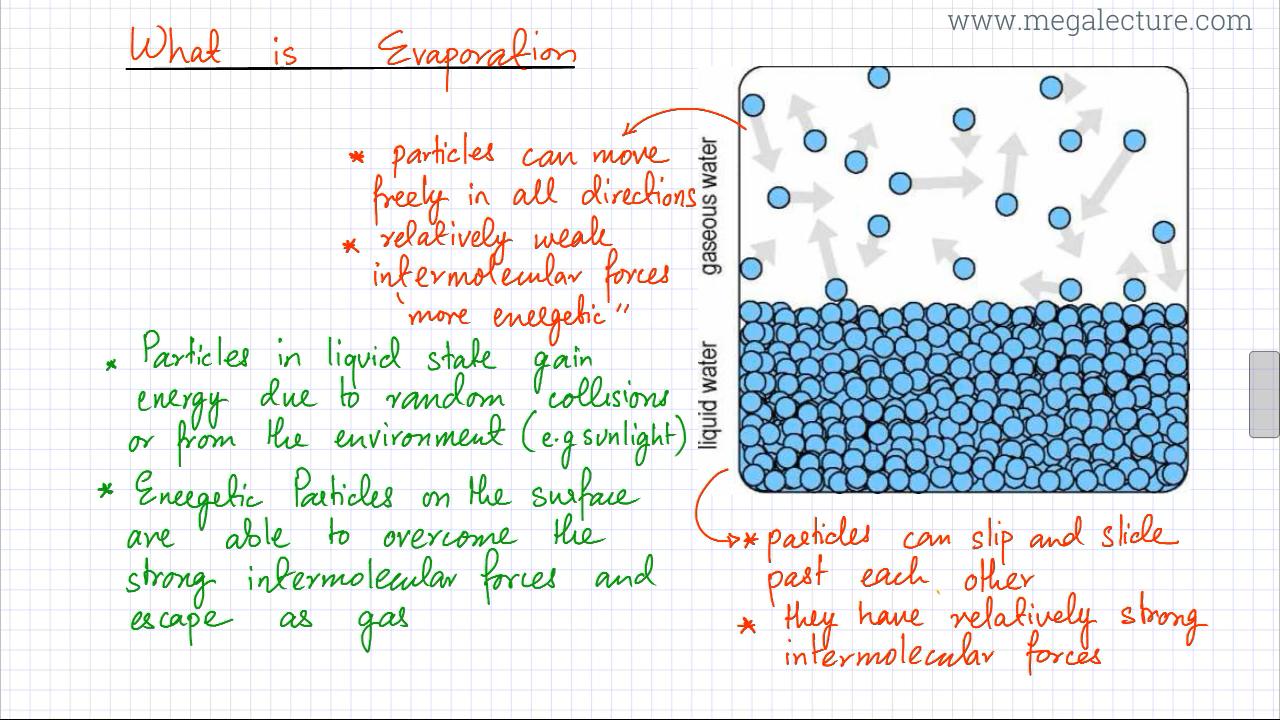 www.megalecture.com
What is Evaporation
* particles can move
freely in all directions
* relatively weak
intermolecular forces
"more energetic"
* Particles in liquid state gain
energy due to random collisions
or from the environment (e.g sunlight)
* Energetic Particles on the surface
are able to overcome the
strong intermolecular forces and
escape as gas
gaseous water
liquid water
* particles can slip and slide
past each other
* they have relatively strong
intermolecular forces